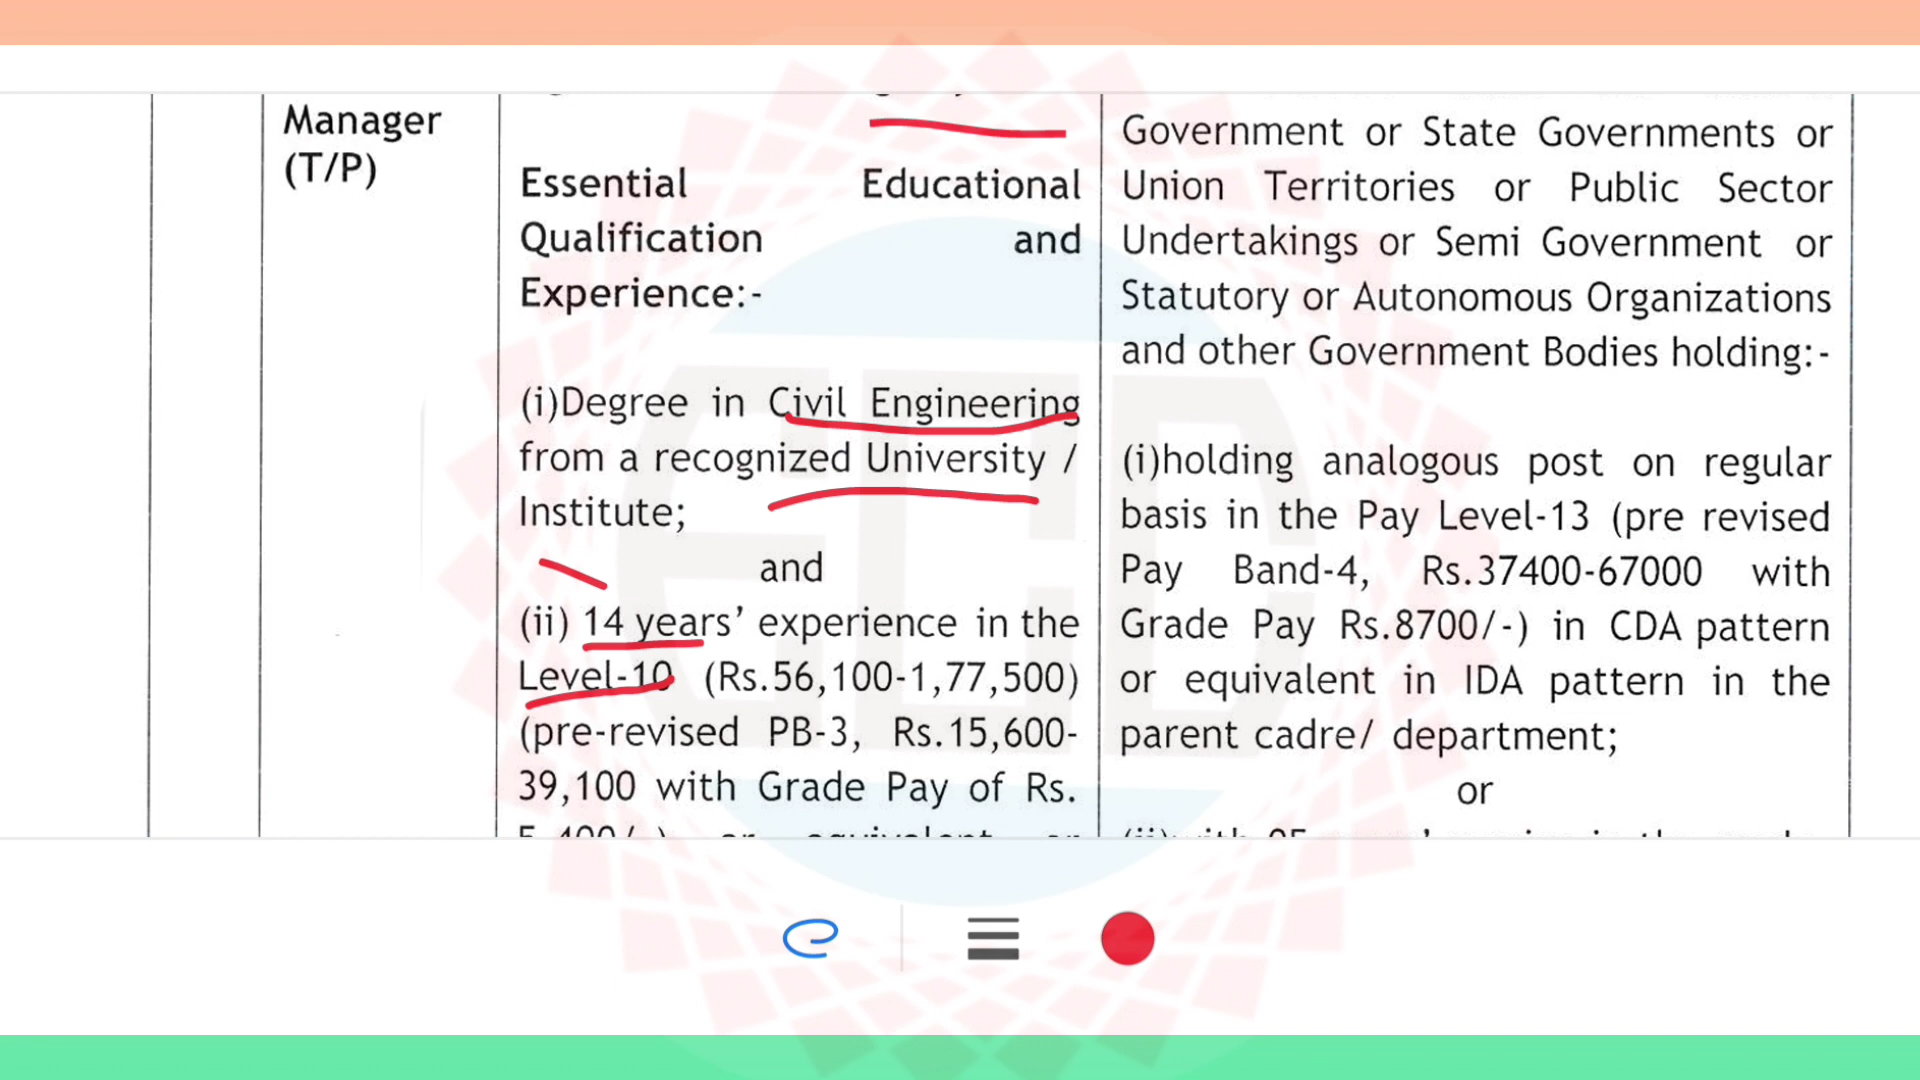 Manager
(T/P)
Essential Educational
Qualification and
Experience:-
(i)Degree in Civil Engineering
from a recognized University /
Institute;
and
(ii) 14 years’ experience in the
Level-10 (Rs.56,100-1,77,500)
(pre-revised PB-3, Rs.15,600-
39,100 with Grade Pay of Rs.
Government or State Governments or
Union Territories or Public Sector
Undertakings or Semi Government or
Statutory or Autonomous Organizations
and other Government Bodies holding:-
(i)holding analogous post on regular
basis in the Pay Level-13 (pre revised
Pay Band-4, Rs.37400-67000 with
Grade Pay Rs.8700/-) in CDA pattern
or equivalent in IDA pattern in the
parent cadre/ department;
or